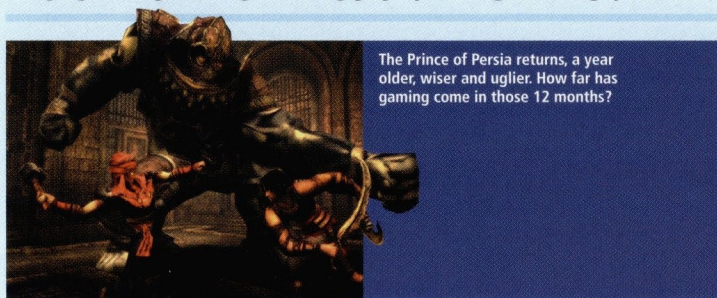 The Prince of Persia returns, a year
older, wiser and uglier. How far has
gaming come in those 12 months?